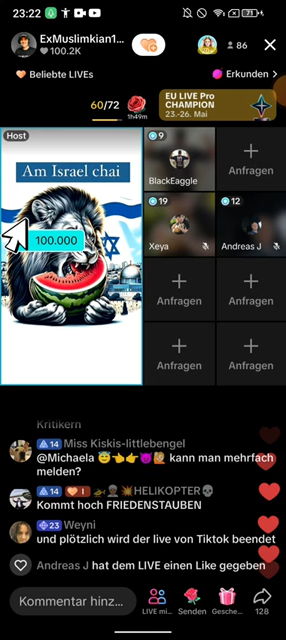 23:22
71
ExMuslimkian1...
100.2K
86
Beliebte LIVEs
Erkunden >
60/72
1h49m
EU LIVE Pro
CHAMPION
23.-26. Mai
Host
Am Israel chai
100.000
9
BlackEaggle
Anfragen
19
Xeya
12
Andreas J
Anfragen
Anfragen
Anfragen
Anfragen
Kritikern
14 Miss Kiskis-littlebengel
@Michaela 😇👈👉😈🙋🏼 kann man mehrfach
melden?
14 I HELIKOPTER
Kommt hoch FRIEDENSTAUBEN
23 Weyni
und plötzlich wird der live von Tiktok beendet
Andreas J hat dem LIVE einen Like gegeben
Kommentar hinz...
LIVE mi...
Senden
Gesche...
128